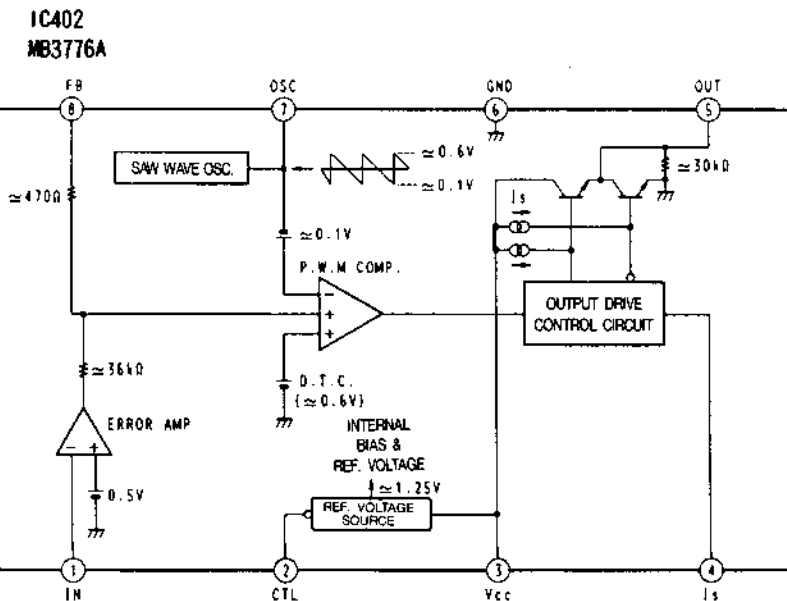 IC402
MB3776A
FB
OSC
GND
OUT
8
7
6
5
SAW WAVE OSC.
≃0.6V
≃0.1V
≃30kΩ
≃470Ω
Is
≃0.1V
P.W.M COMP.
−
+
+
OUTPUT DRIVE
CONTROL CIRCUIT
≃36kΩ
D.T.C.
(≃0.6V)
ERROR AMP
− +
0.5V
INTERNAL
BIAS &
REF. VOLTAGE
≃1.25V
REF. VOLTAGE
SOURCE
1
2
3
4
IN
CTL
Vcc
Is